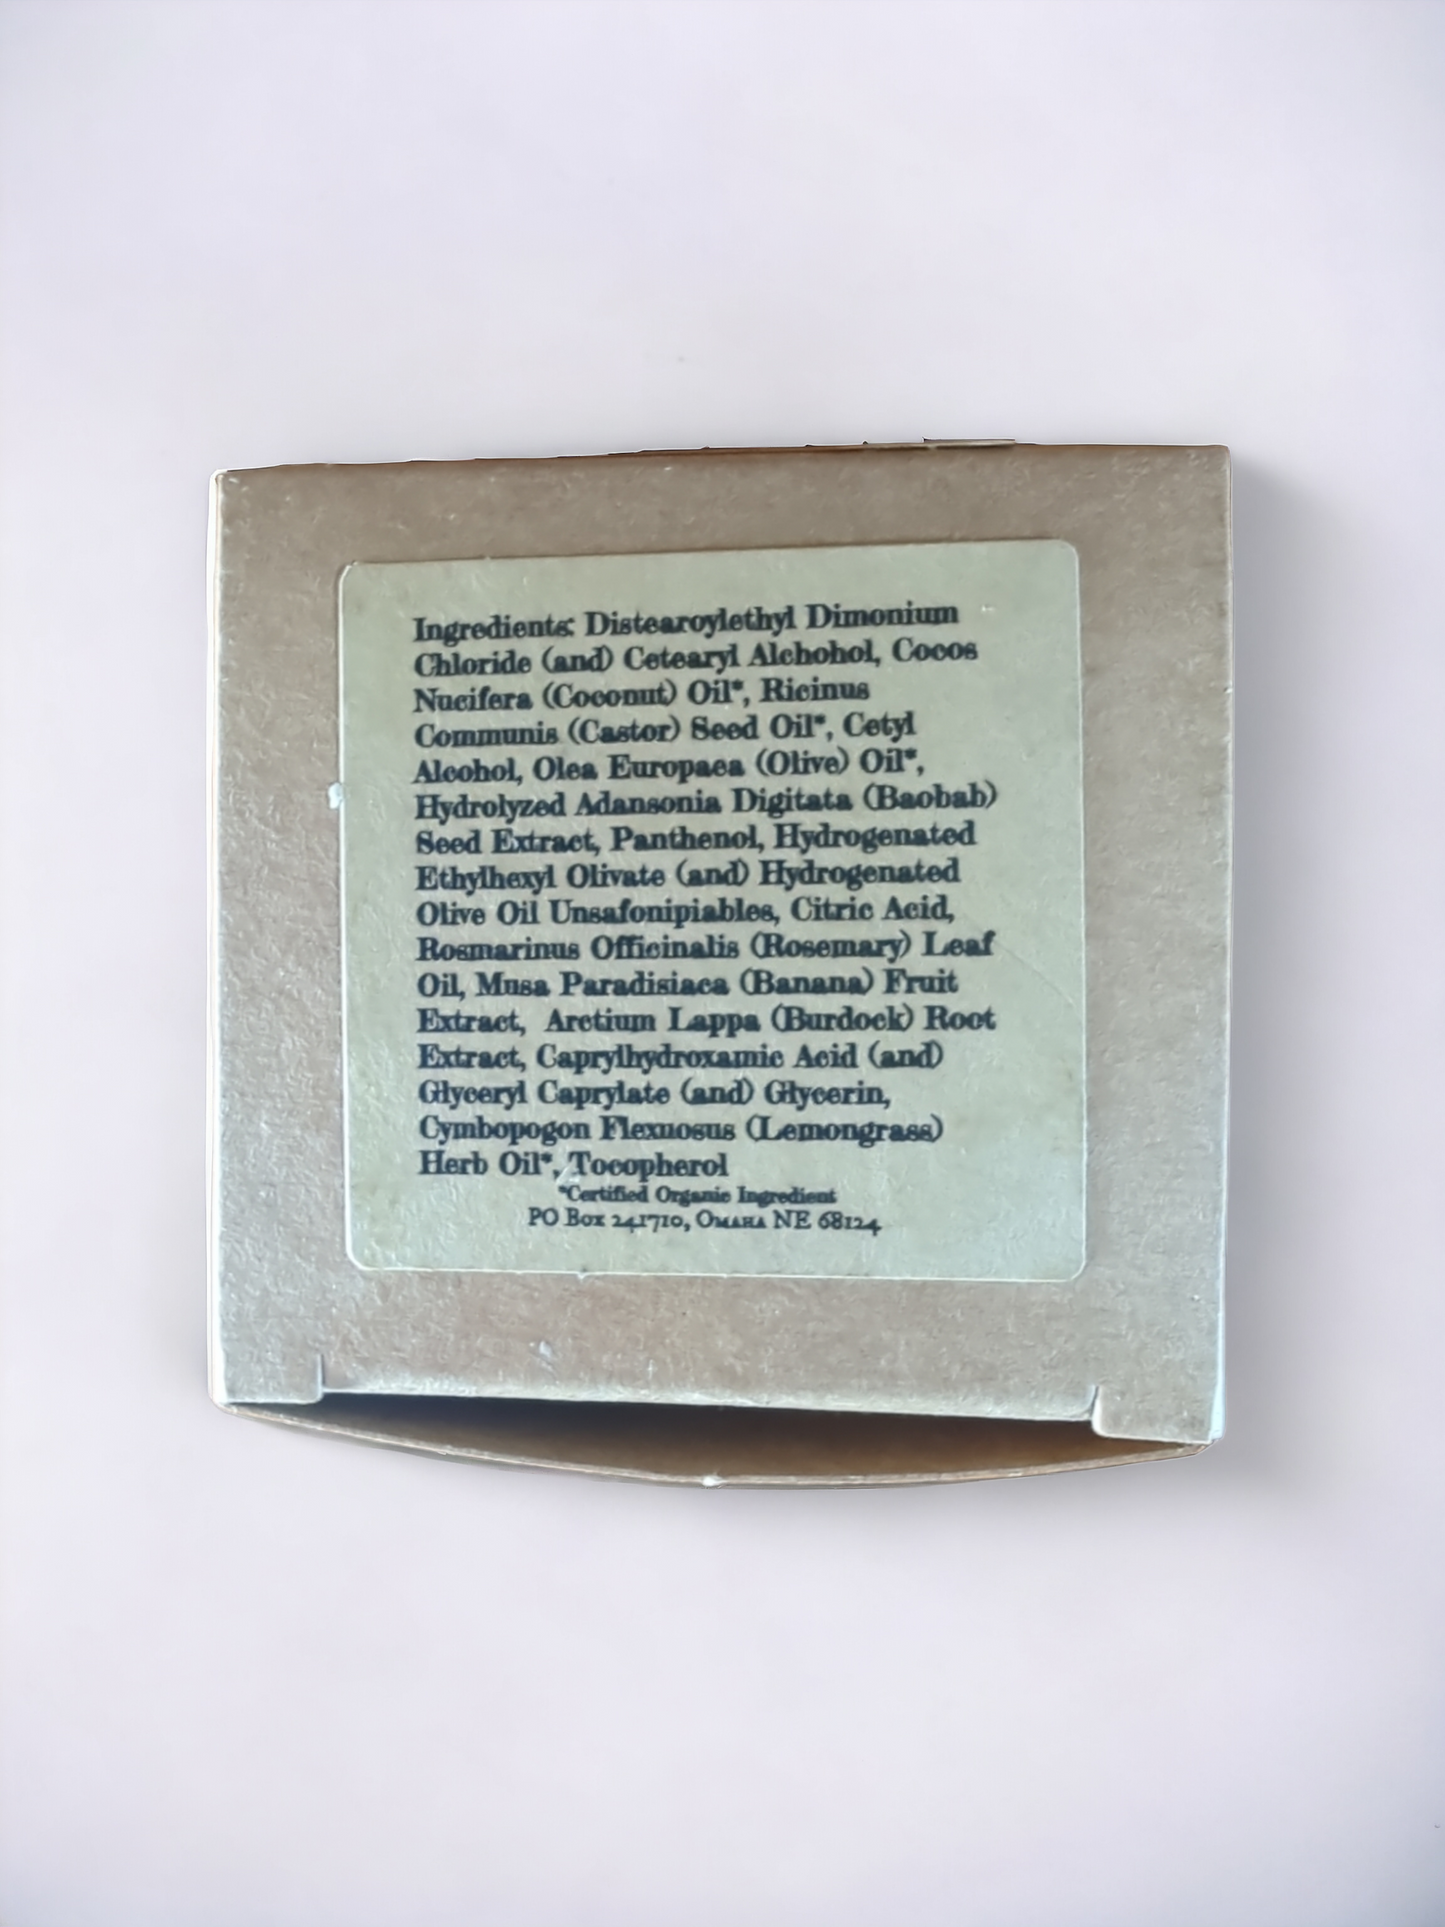 Ingredients: Distearoylethyl Dimonium
Chloride (and) Cetearyl Alchohol, Cocos
Nucifera (Coconut) Oil*, Ricinus
Communis (Castor) Seed Oil*, Cetyl
Alcohol, Olea Europaea (Olive) Oil*,
Hydrolyzed Adansonia Digitata (Baobab)
Seed Extract, Panthenol, Hydrogenated
Ethylhexyl Olivate (and) Hydrogenated
Olive Oil Unsafonipiables, Citric Acid,
Rosmarinus Officinalis (Rosemary) Leaf
Oil, Musa Paradisiaca (Banana) Fruit
Extract, Arctium Lappa (Burdock) Root
Extract, Caprylhydroxamic Acid (and)
Glyceryl Caprylate (and) Glycerin,
Cymbopogon Flexuosus (Lemongrass)
Herb Oil*, Tocopherol
*Certified Organic Ingredient
PO Box 241710, Omaha NE 68124